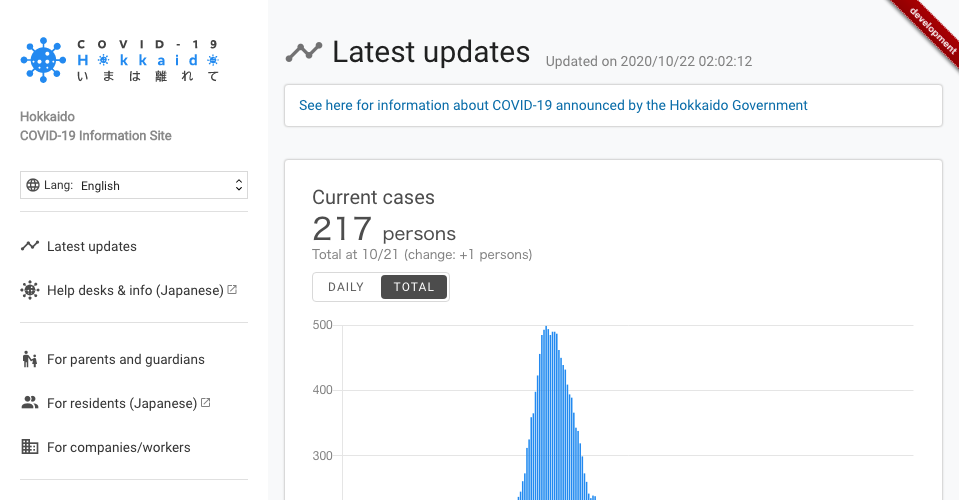 COVID-19
Hokkaido
いまは離れて
Hokkaido
COVID-19 Information Site
Lang: English
Latest updates
Help desks & info (Japanese)
For parents and guardians
For residents (Japanese)
For companies/workers
development
Latest updates
Updated on 2020/10/22 02:02:12
See here for information about COVID-19 announced by the Hokkaido Government
Current cases
217 persons
Total at 10/21 (change: +1 persons)
DAILY TOTAL
500
400
300